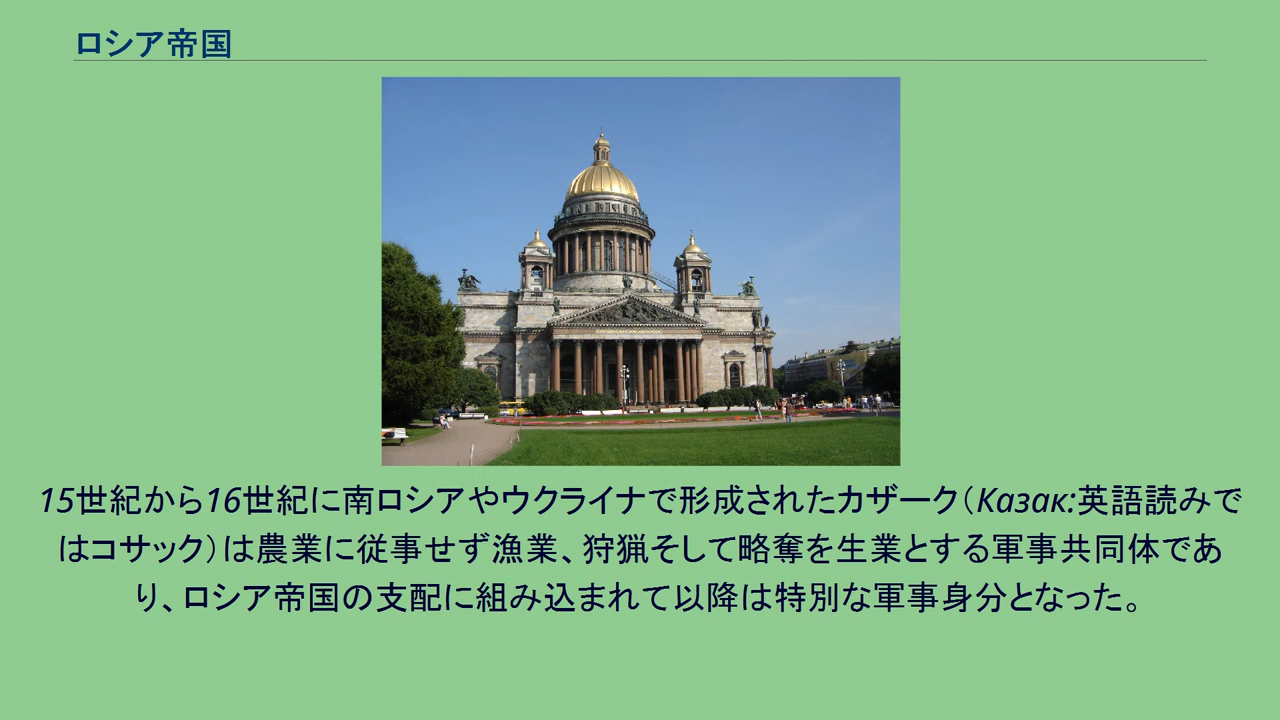 ロシア帝国
15世紀から16世紀に南ロシアやウクライナで形成されたカザーク（Казак:英語読みで
はコサック）は農業に従事せず漁業、狩猟そして略奪を生業とする軍事共同体であ
り、ロシア帝国の支配に組み込まれて以降は特別な軍事身分となった。